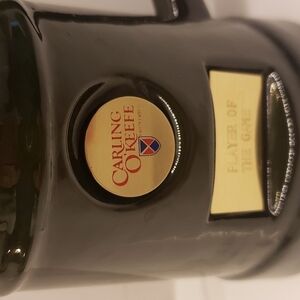 CARLING
O'KEEFE
PLAYER OF
THE GAME